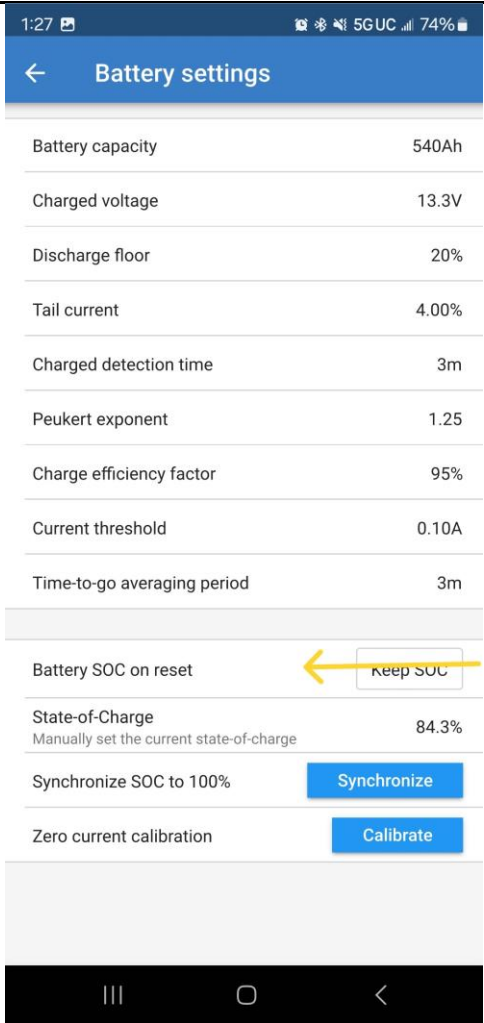 1:27 5GUC 74%
Battery settings
Battery capacity 540Ah
Charged voltage 13.3V
Discharge floor 20%
Tail current 4.00%
Charged detection time 3m
Peukert exponent 1.25
Charge efficiency factor 95%
Current threshold 0.10A
Time-to-go averaging period 3m
Battery SOC on reset Keep SOC
State-of-Charge 84.3%
Manually set the current state-of-charge
Synchronize SOC to 100% Synchronize
Zero current calibration Calibrate